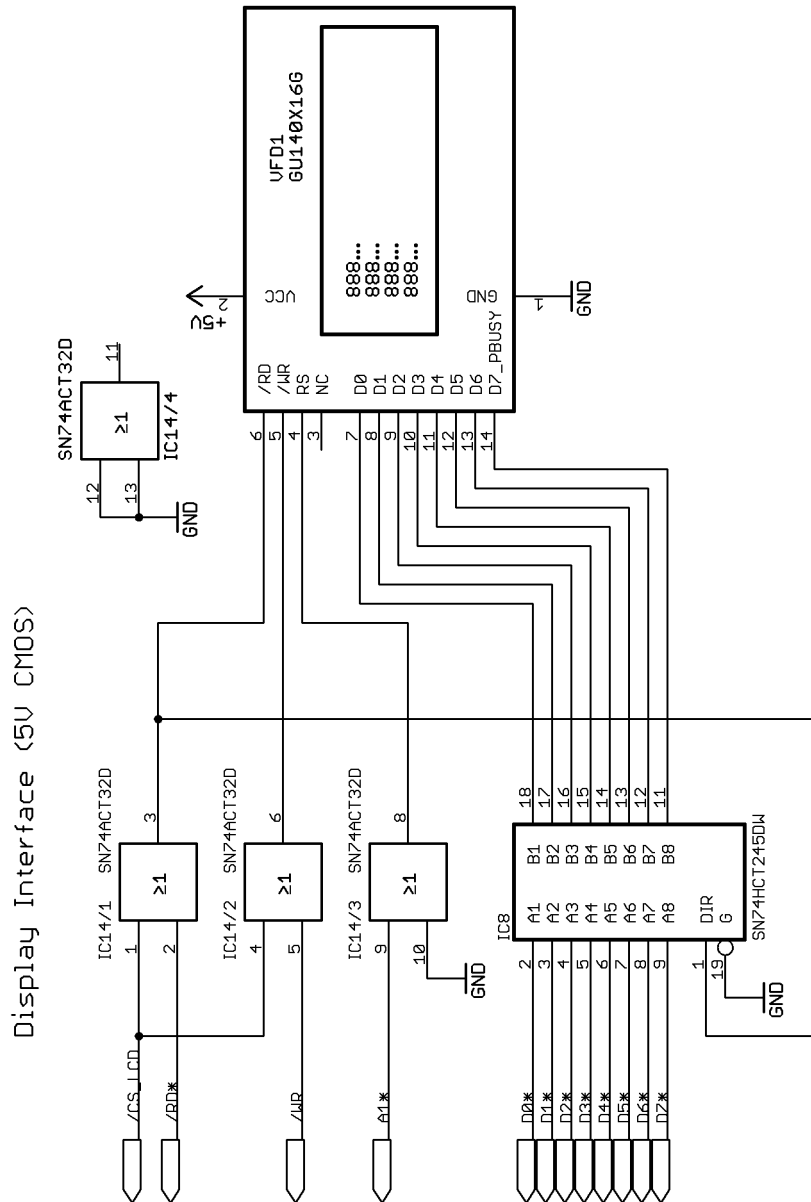 Display Interface (5V CMOS)
SN74ACT32D
≥1
IC14/4
12
13
11
GND
VFD1
GU140X16G
+5V
2
VCC
888...
888...
888...
888...
GND
1
GND
/RD
/WR
RS
NC
D0
D1
D2
D3
D4
D5
D6
D7_PBUSY
6
5
4
3
7
8
9
10
11
12
13
14
IC14/1
SN74ACT32D
≥1
1
2
3
IC14/2
SN74ACT32D
≥1
4
5
6
IC14/3
SN74ACT32D
≥1
9
10
8
GND
/CS_LCD
/RD*
/WR
A1*
D0*
D1*
D2*
D3*
D4*
D5*
D6*
D7*
IC8
SN74HCT245DW
2
3
4
5
6
7
8
9
1
19
A1
A2
A3
A4
A5
A6
A7
A8
DIR
G
B1
B2
B3
B4
B5
B6
B7
B8
18
17
16
15
14
13
12
11
GND